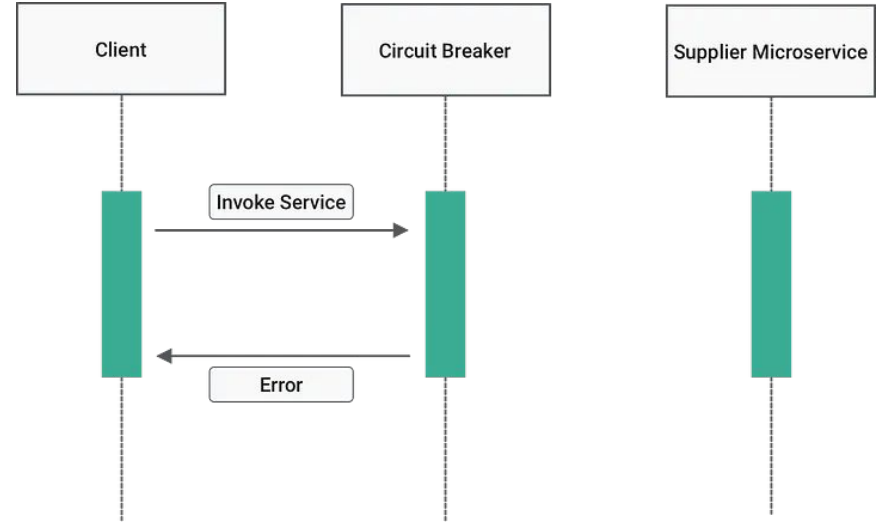 Client
Circuit Breaker
Supplier Microservice
Invoke Service
Error